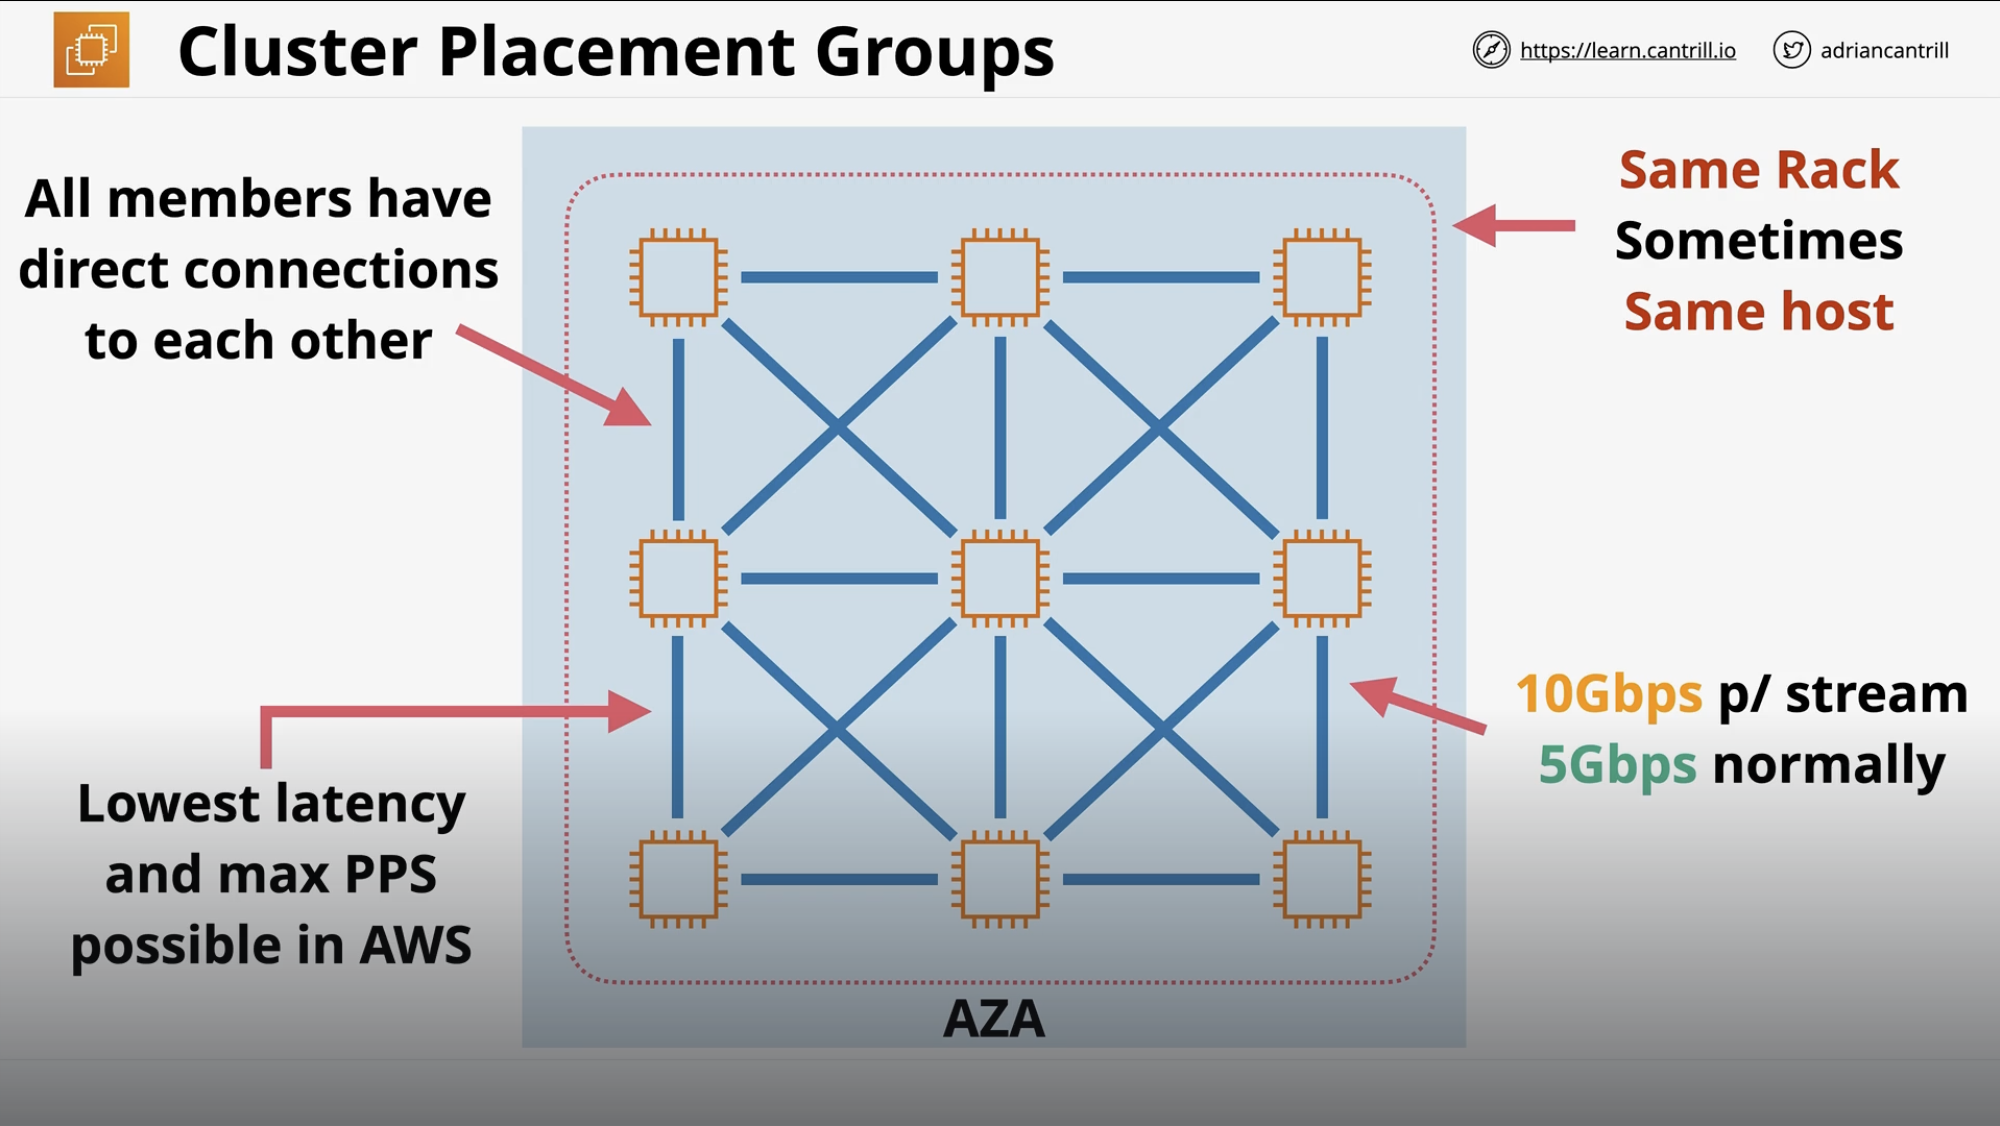 Cluster Placement Groups
https://learn.cantrill.io
adriancantrill
All members have
direct connections
to each other
Same Rack
Sometimes
Same host
10Gbps p/ stream
5Gbps normally
Lowest latency
and max PPS
possible in AWS
AZA